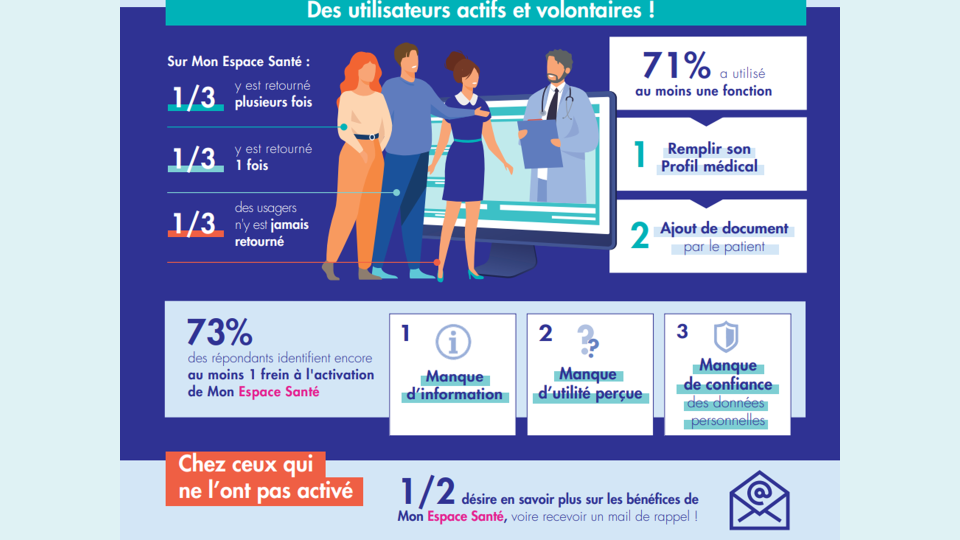 Des utilisateurs actifs et volontaires !
Sur Mon Espace Santé :
1/3 y est retourné
plusieurs fois
1/3 y est retourné
1 fois
1/3 des usagers
n'y est jamais
retourné
71% a utilisé
au moins une fonction
1 Remplir son
Profil médical
2 Ajout de document
par le patient
73%
des répondants identifient encore
au moins 1 frein à l'activation
de Mon Espace Santé
1
Manque
d'information
2
Manque
d'utilité perçue
3
Manque
de confiance
des données
personnelles
Chez ceux qui
ne l'ont pas activé
1/2 désire en savoir plus sur les bénéfices de
Mon Espace Santé, voire recevoir un mail de rappel !